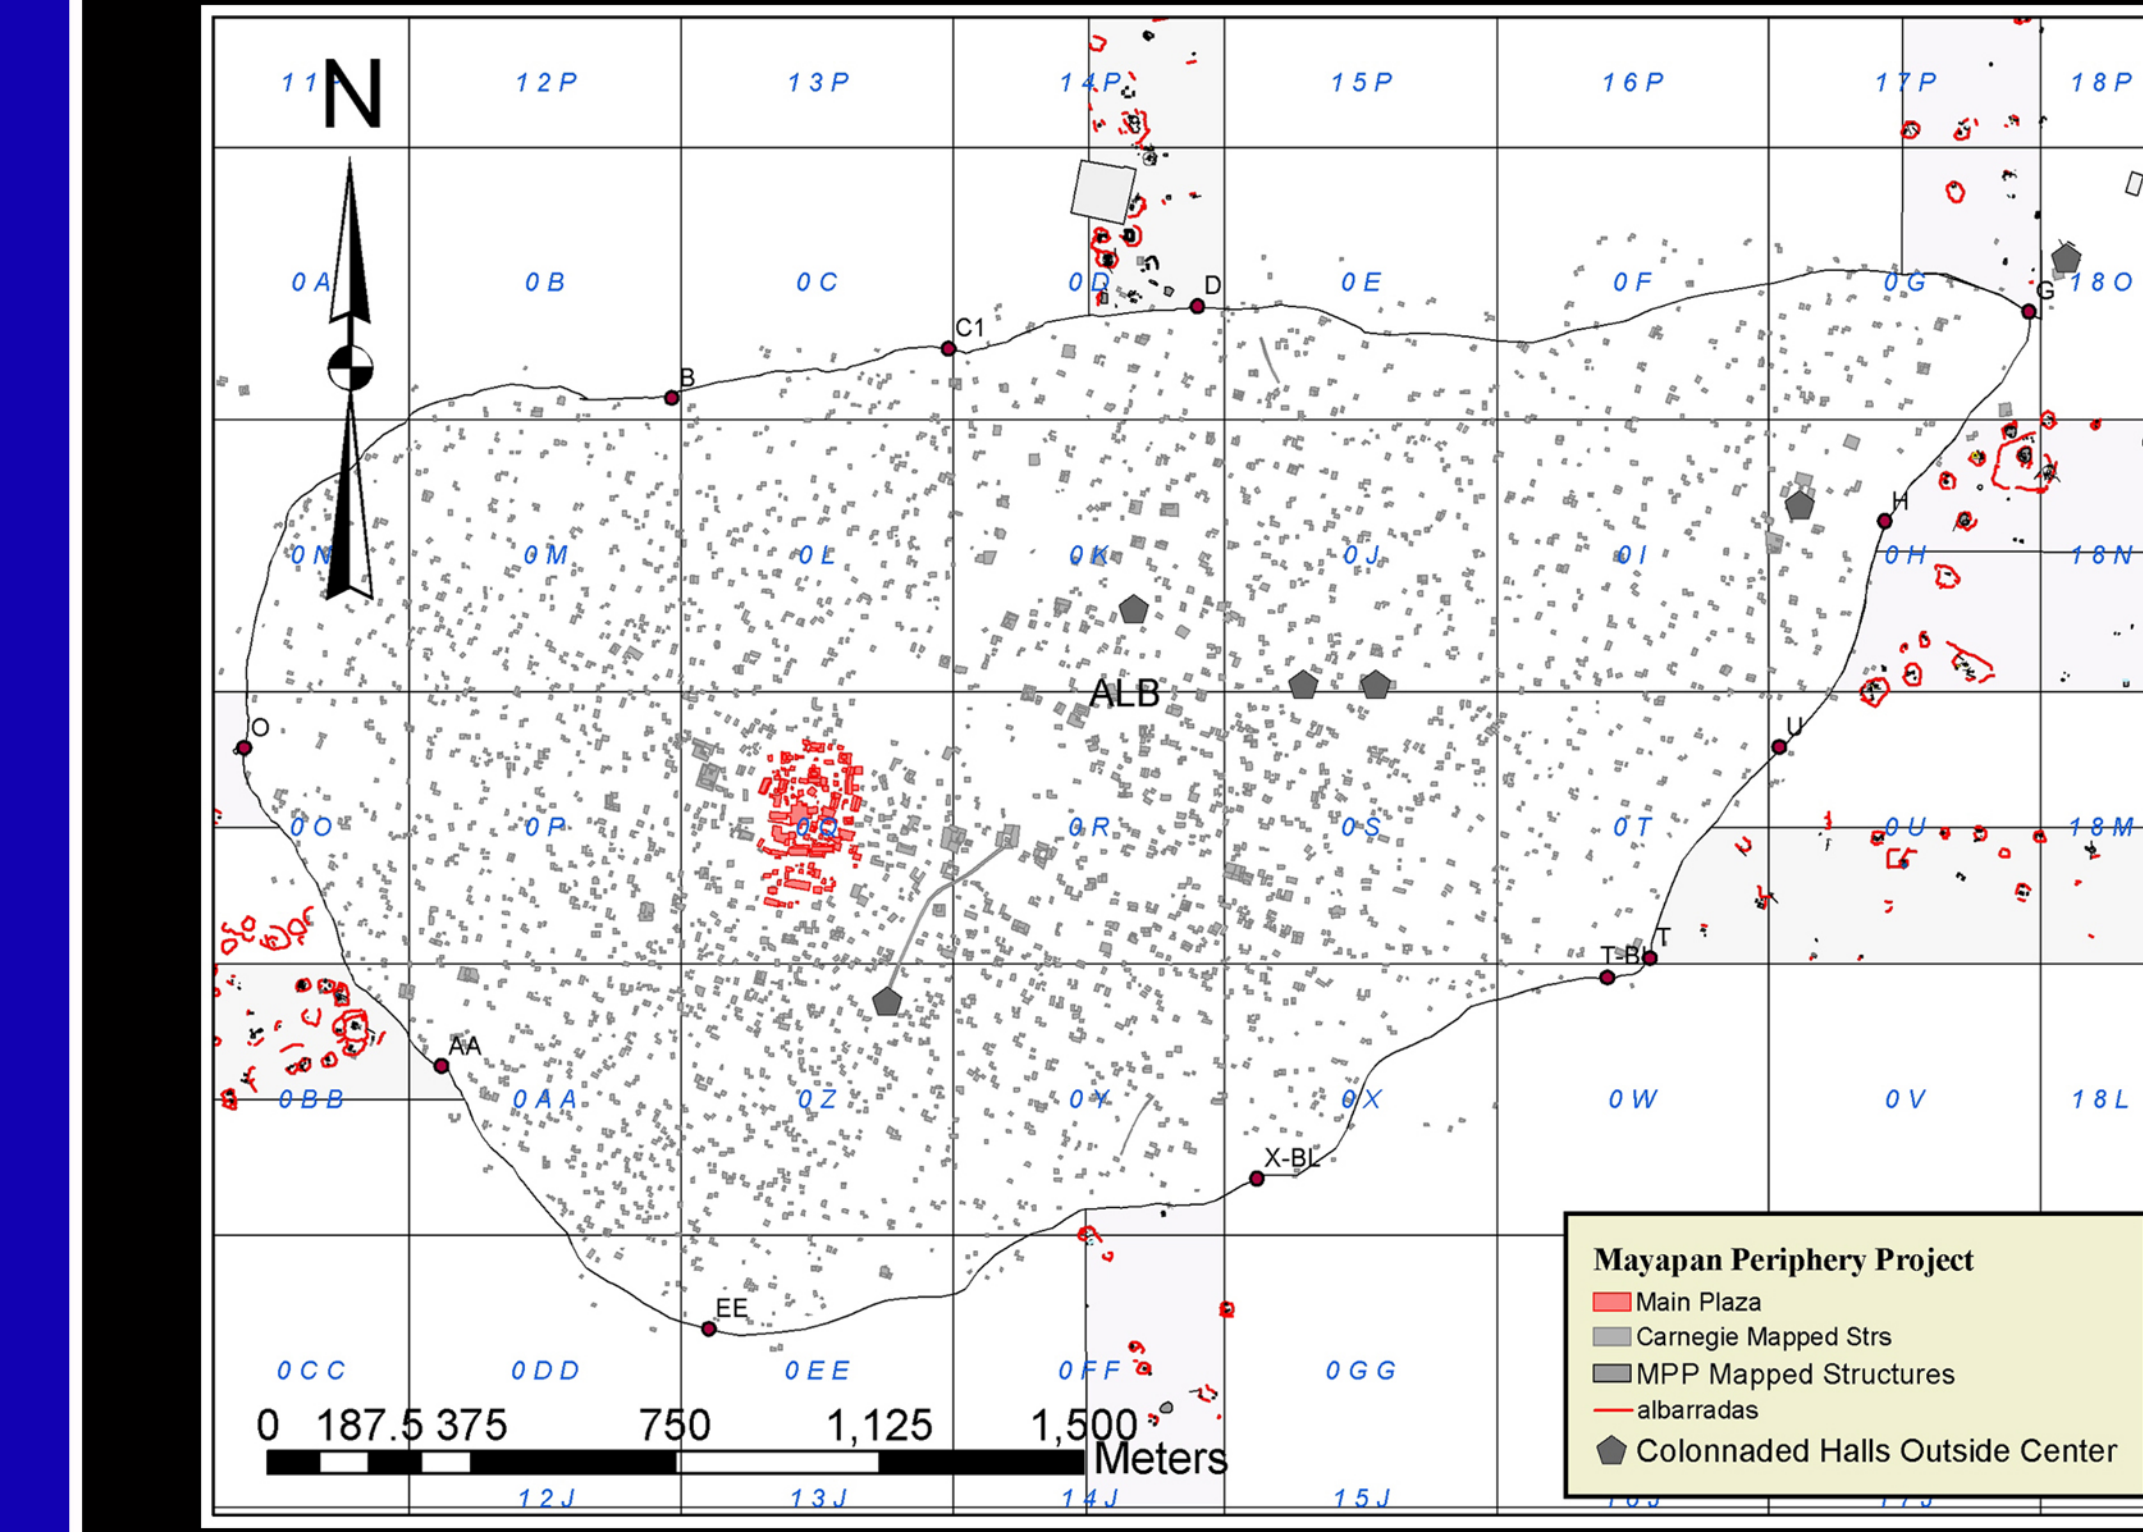 N
11P 12P 13P 14P 15P 16P 17P 18P
0A 0B 0C 0D 0E 0F 0G 18O
D
G
C1
B
H
0N 0M 0L 0K 0J 0I 0H 18N
ALB
O
U
0O 0P 0Q 0R 0S 0T 0U 18M
T
T-BL
AA
0BB 0AA 0Z 0Y 0X 0W 0V 18L
X-BL
EE
0CC 0DD 0EE 0FF 0GG
0 187.5 375 750 1,125 1,500
Meters
12J 13J 14J 15J 16J 17J
Mayapan Periphery Project
Main Plaza
Carnegie Mapped Strs
MPP Mapped Structures
albarradas
Colonnaded Halls Outside Center